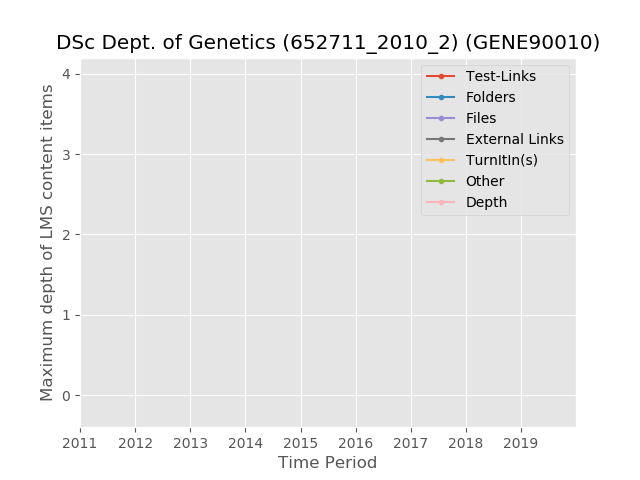 DSc Dept. of Genetics (652711_2010_2) (GENE90010)
Maximum depth of LMS content items
4
3
2
1
0
Test-Links
Folders
Files
External Links
TurnItIn(s)
Other
Depth
2011 2012 2013 2014 2015 2016 2017 2018 2019
Time Period